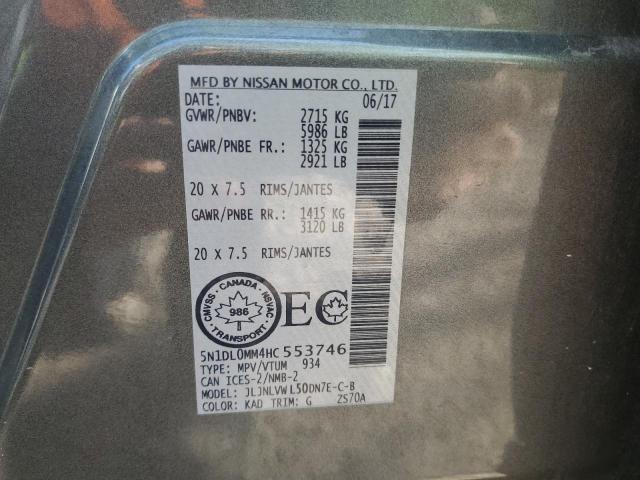 MFD BY NISSAN MOTOR CO., LTD.
DATE: 06/17
GVWR/PNBV: 2715 KG
5986 LB
GAWR/PNBE FR.: 1325 KG
2921 LB
20 X 7.5 RIMS/JANTES
GAWR/PNBE RR.: 1415 KG
3120 LB
20 X 7.5 RIMS/JANTES
CMVSS - CANADA - NSVAC
986
TRANSPORT
EC
5N1DL0MM4HC553746
TYPE: MPV/VTUM 934
CAN ICES-2/NMB-2
MODEL: JLJNLVWL50DN7E-C-B
COLOR: KAD TRIM: G ZS70A